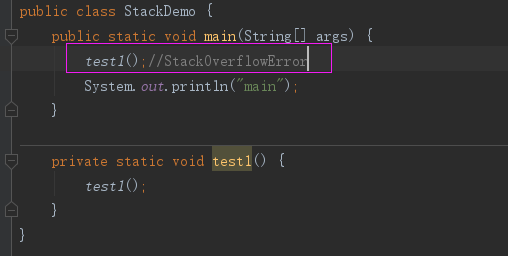 public class StackDemo {
public static void main(String[] args) {
test1();//StackOverflowError
System.out.println("main");
}
private static void test1() {
test1();
}
}